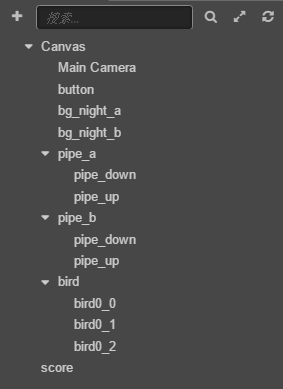 搜索...
Canvas
Main Camera
button
bg_night_a
bg_night_b
pipe_a
pipe_down
pipe_up
pipe_b
pipe_down
pipe_up
bird
bird0_0
bird0_1
bird0_2
score